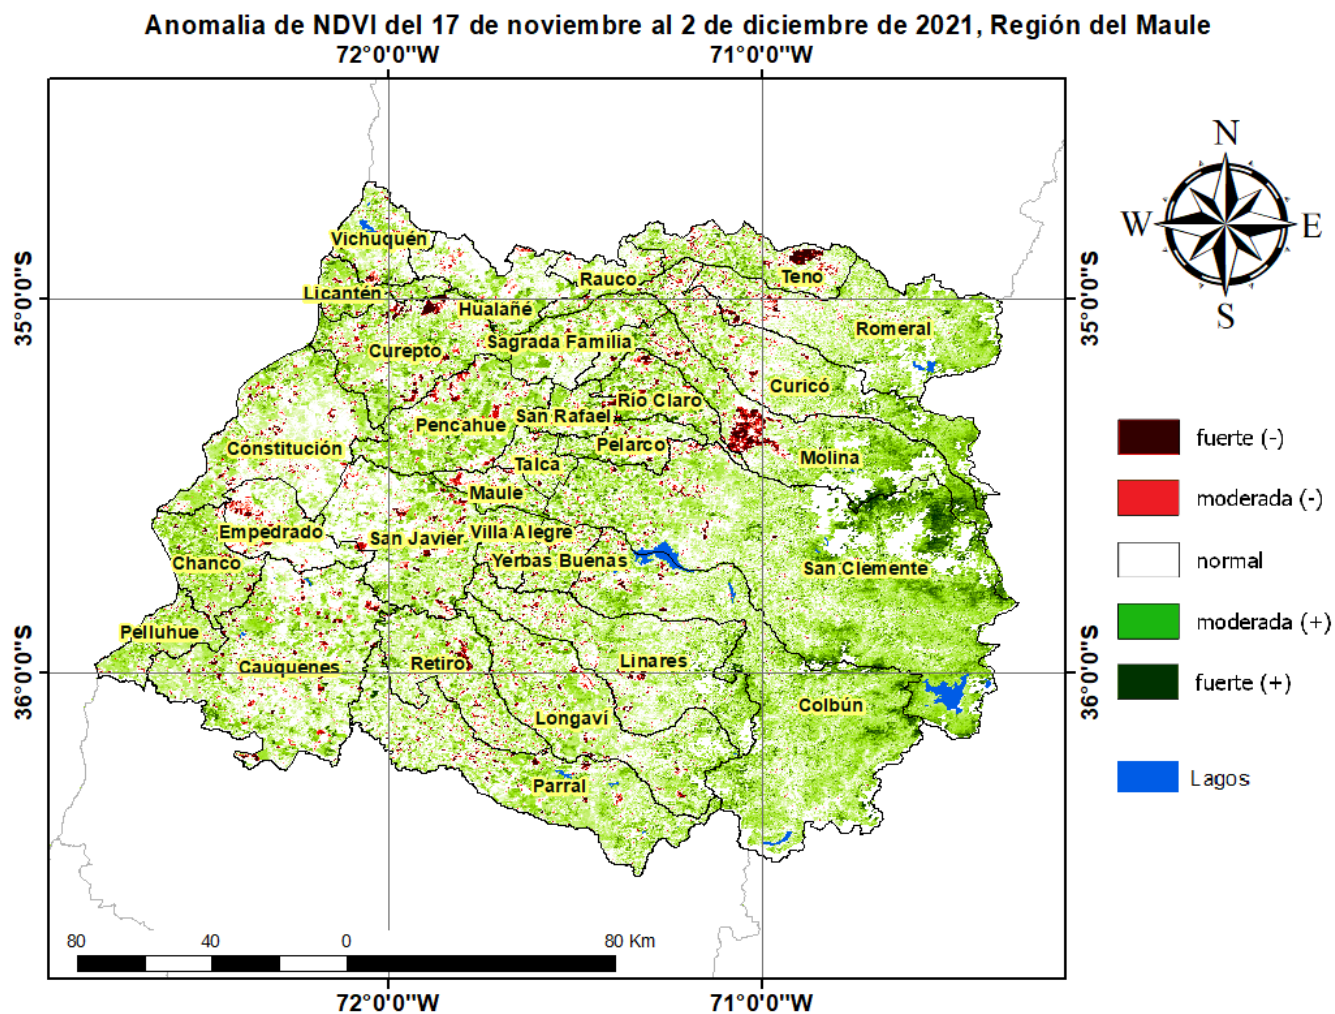 Anomalia de NDVI del 17 de noviembre al 2 de diciembre de 2021, Región del Maule
72°0'0"W
71°0'0"W
N
W
E
S
35°0'0"S
35°0'0"S
Vichuquén
Rauco
Teno
Licantén
Hualañé
Romeral
Sagrada Familia
Curepto
Curicó
Río Claro
San Rafael
Pencahue
Pelarco
Constitución
Molina
Talca
Maule
Empedrado
San Javier
Villa Alegre
Chanco
Yerbas Buenas
San Clemente
Pelluhue
Cauquenes
Retiro
Linares
Colbún
Longaví
Parral
36°0'0"S
36°0'0"S
fuerte (-)
moderada (-)
normal
moderada (+)
fuerte (+)
Lagos
80
40
0
80 Km
72°0'0"W
71°0'0"W